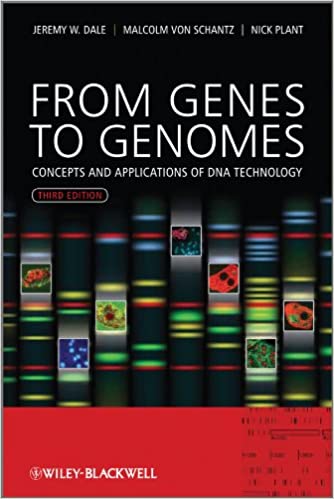 JEREMY W. DALE | MALCOLM VON SCHANTZ | NICK PLANT
FROM GENES
TO GENOMES
CONCEPTS AND APPLICATIONS OF DNA TECHNOLOGY
THIRD EDITION
WILEY-BLACKWELL